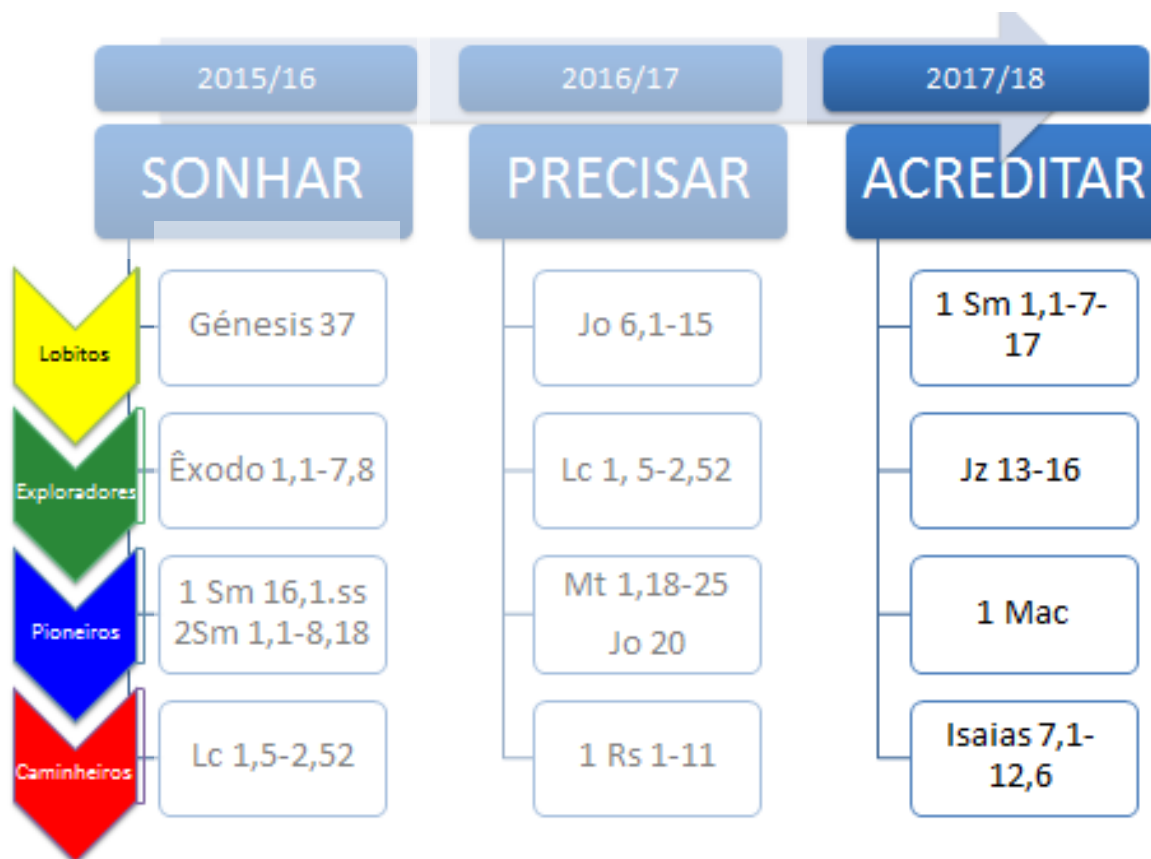 2015/16
2016/17
2017/18
SONHAR
PRECISAR
ACREDITAR
Lobitos
Génesis 37
Jo 6,1-15
1 Sm 1,1-7-
17
Exploradores
Êxodo 1,1-7,8
Lc 1, 5-2,52
Jz 13-16
Pioneiros
1 Sm 16,1.ss
2Sm 1,1-8,18
Mt 1,18-25
Jo 20
1 Mac
Caminheiros
Lc 1,5-2,52
1 Rs 1-11
Isaias 7,1-
12,6